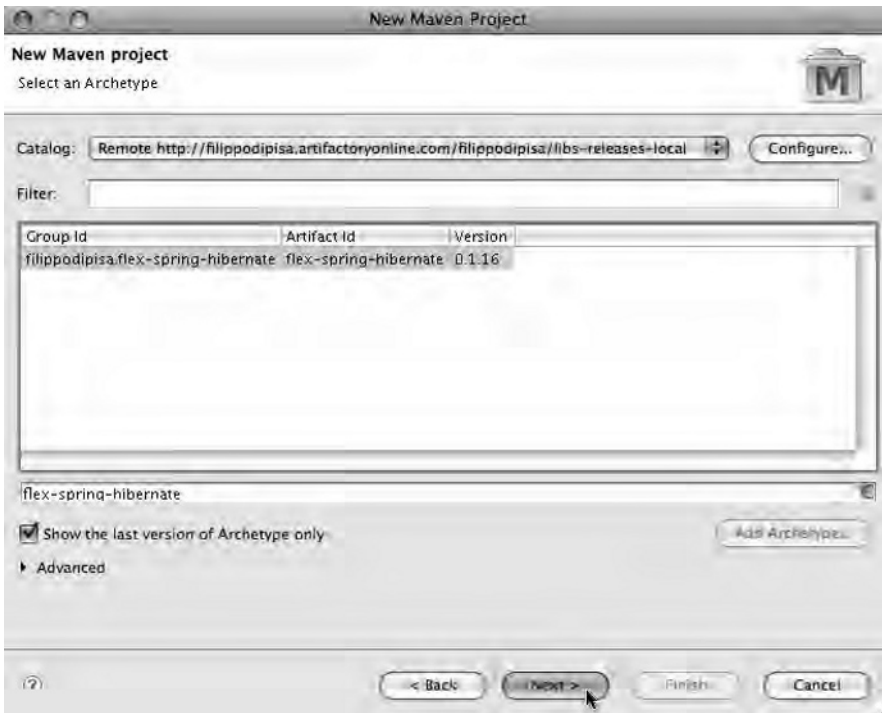 New Maven Project
New Maven project
Select an Archetype
M
Catalog: Remote http://filippodipisa.artifactoryonline.com/filippodipisa/libs-releases-local Configure...
Filter:
Group Id Artifact Id Version
filippodipisa.flex-spring-hibernate flex-spring-hibernate 0.1.16
flex-spring-hibernate
Show the last version of Archetype only Add Archetype...
Advanced
? < Back Next > Finish Cancel